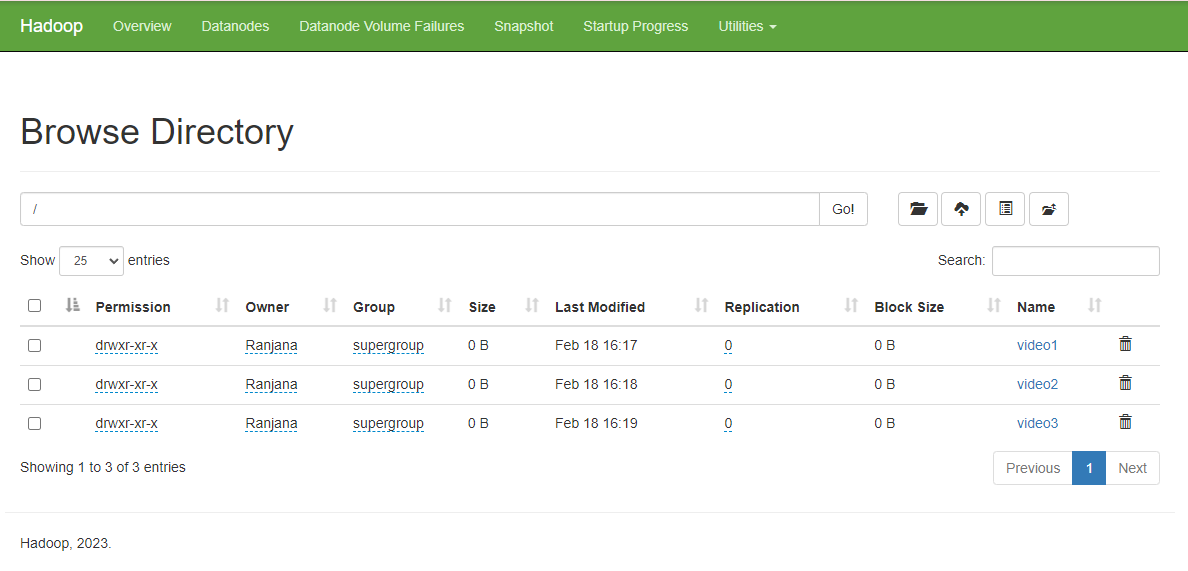 Hadoop Overview Datanodes Datanode Volume Failures Snapshot Startup Progress Utilities
Browse Directory
/ Go!
Show 25 entries Search:
Permission Owner Group Size Last Modified Replication Block Size Name
drwxr-xr-x Ranjana supergroup 0 B Feb 18 16:17 0 0 B video1
drwxr-xr-x Ranjana supergroup 0 B Feb 18 16:18 0 0 B video2
drwxr-xr-x Ranjana supergroup 0 B Feb 18 16:19 0 0 B video3
Showing 1 to 3 of 3 entries Previous 1 Next
Hadoop, 2023.